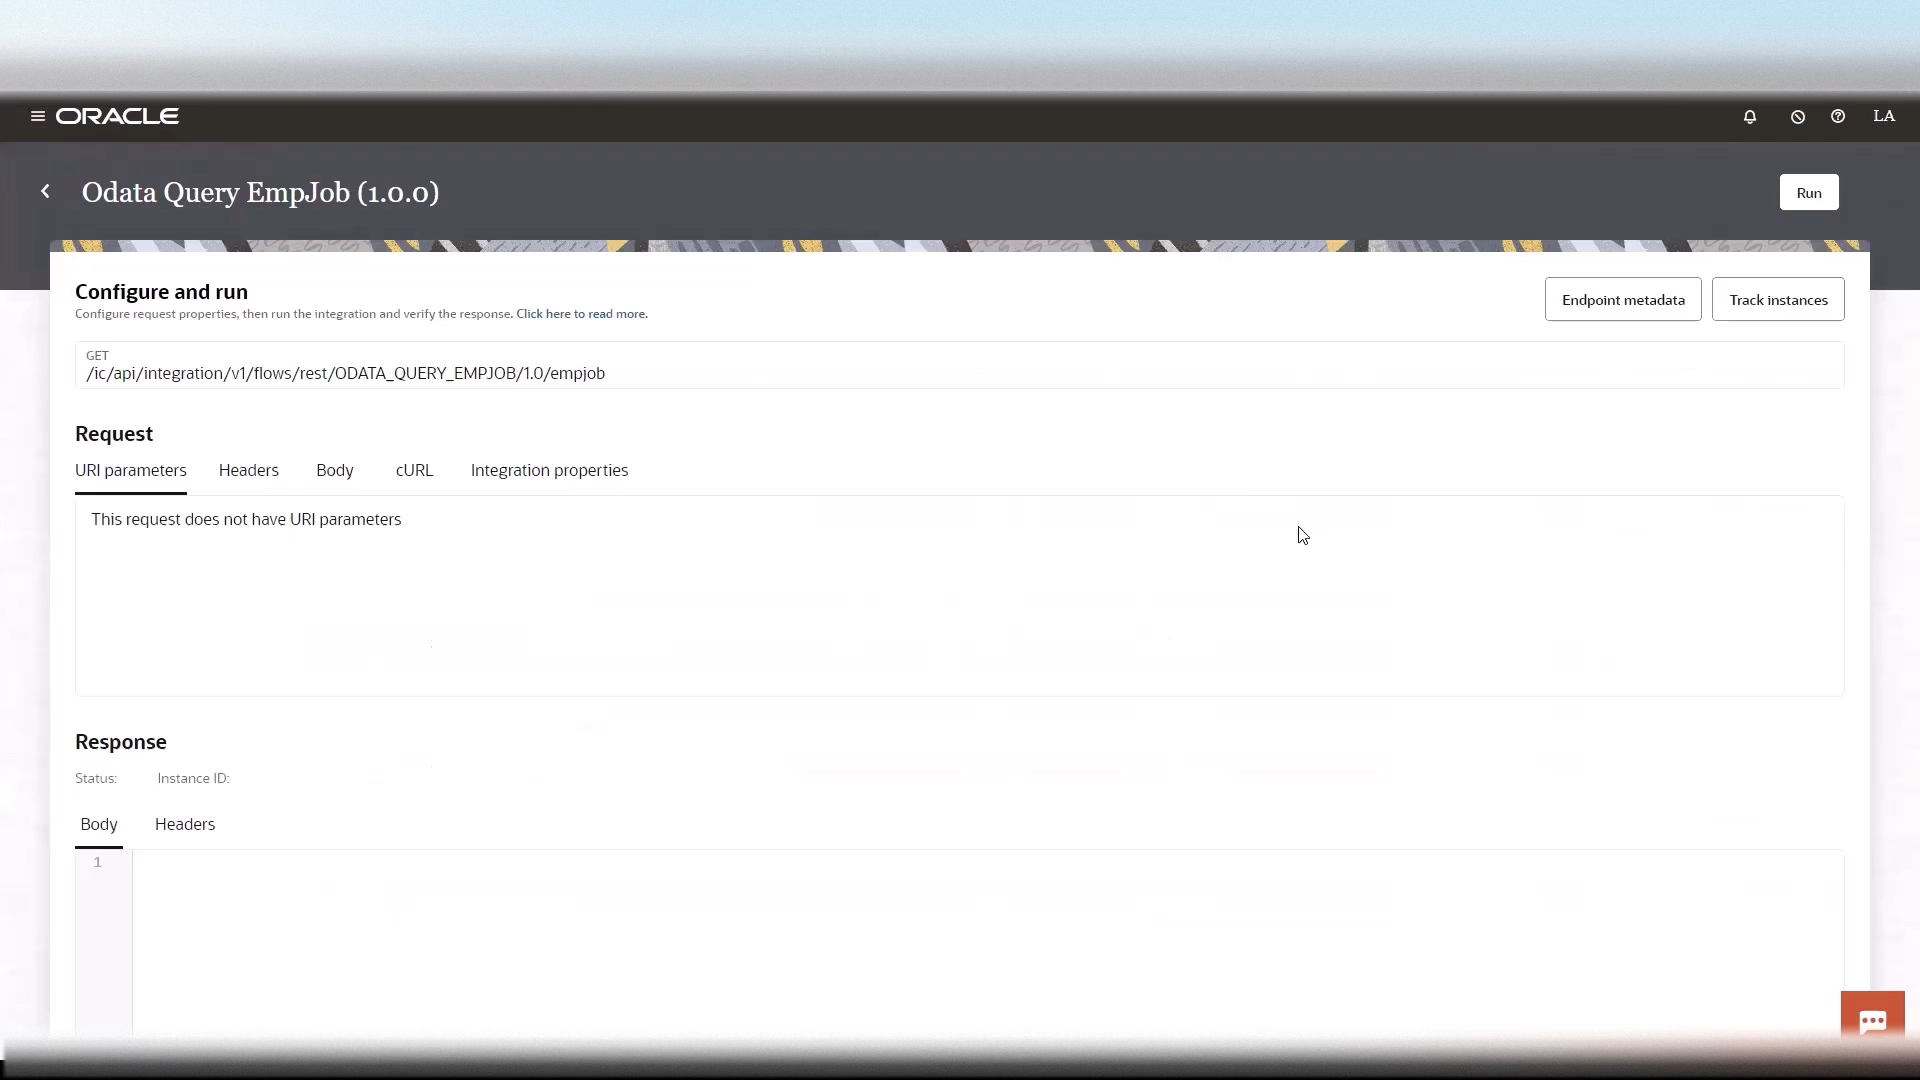 ORACLE
LA
Odata Query EmpJob (1.0.0)
Run
Configure and run
Configure request properties, then run the integration and verify the response. Click here to read more.
Endpoint metadata
Track instances
GET
/ic/api/integration/v1/flows/rest/ODATA_QUERY_EMPJOB/1.0/empjob
Request
URI parameters Headers Body cURL Integration properties
This request does not have URI parameters
Response
Status: Instance ID:
Body Headers
1